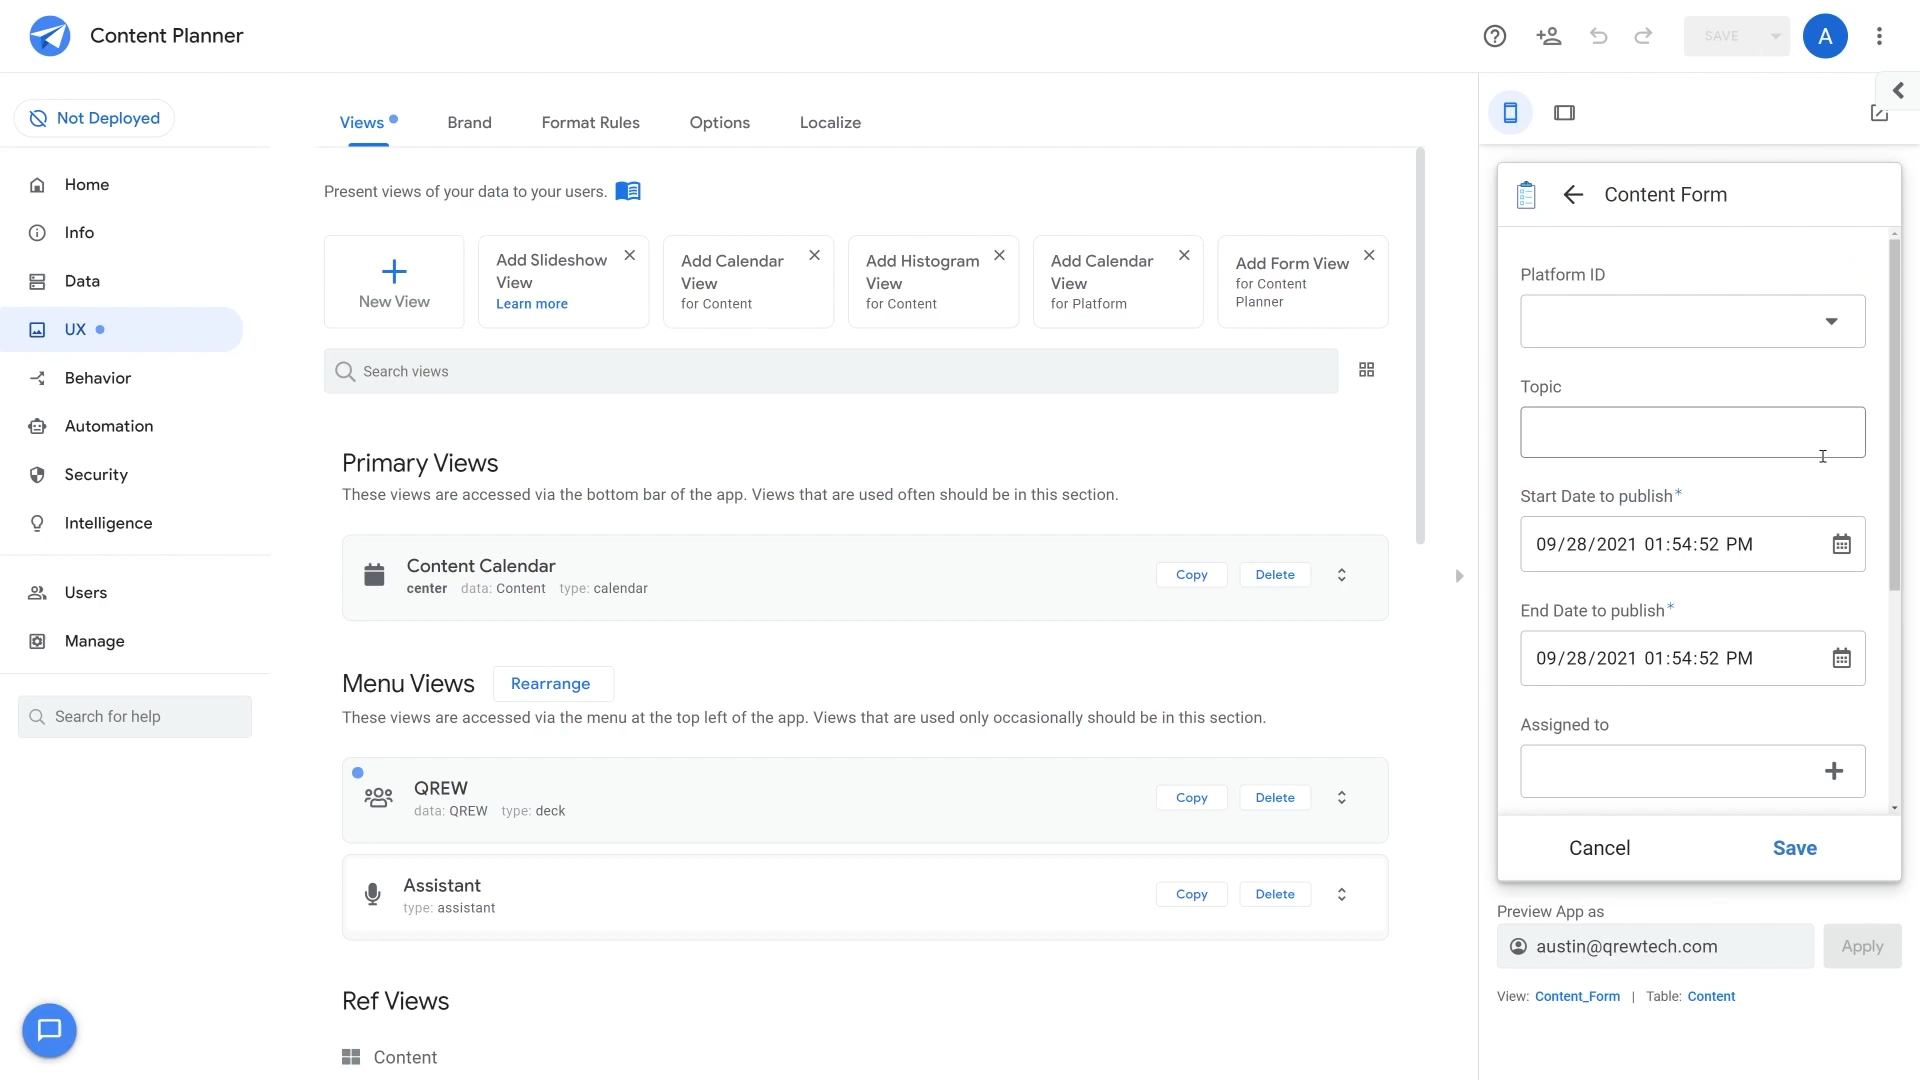 Content Planner
SAVE
A
Not Deployed
Home
Info
Data
UX
Behavior
Automation
Security
Intelligence
Users
Manage
Search for help
Views
Brand
Format Rules
Options
Localize
Present views of your data to your users.
New View
Add Slideshow
View
Learn more
Add Calendar
View
for Content
Add Histogram
View
for Content
Add Calendar
View
for Platform
Add Form View
for Content
Planner
Search views
Primary Views
These views are accessed via the bottom bar of the app. Views that are used often should be in this section.
Content Calendar
center data: Content type: calendar
Copy
Delete
Menu Views
Rearrange
These views are accessed via the menu at the top left of the app. Views that are used only occasionally should be in this section.
QREW
data: QREW type: deck
Copy
Delete
Assistant
type: assistant
Copy
Delete
Ref Views
Content
Content Form
Platform ID
Topic
Start Date to publish*
09/28/2021 01:54:52 PM
End Date to publish*
09/28/2021 01:54:52 PM
Assigned to
Cancel
Save
Preview App as
austin@qrewtech.com
Apply
View: Content_Form | Table: Content